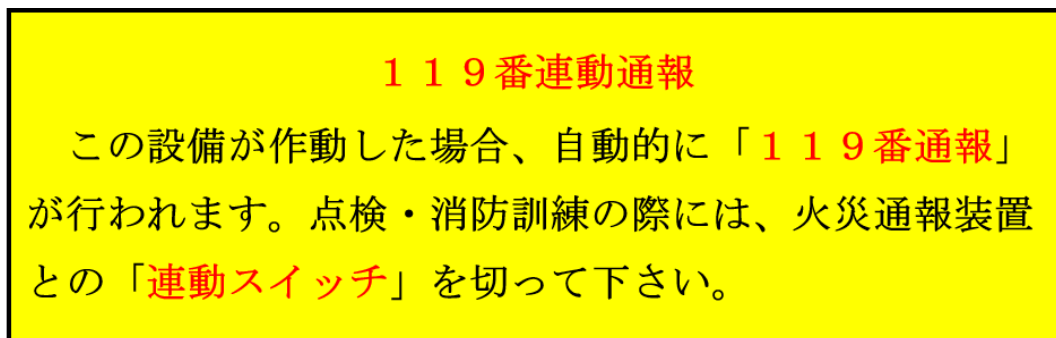 １１９番連動通報
　この設備が作動した場合、自動的に「１１９番通報」
が行われます。点検・消防訓練の際には、火災通報装置
との「連動スイッチ」を切って下さい。